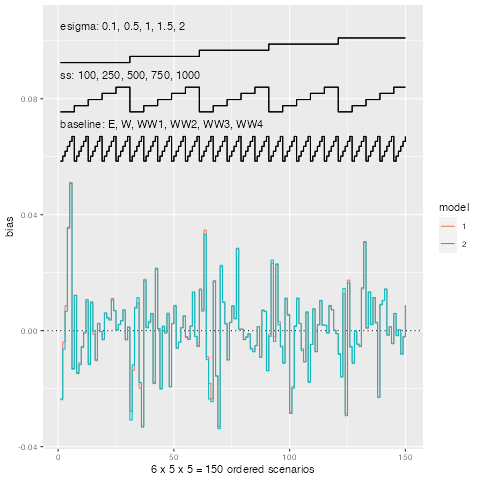 esigma: 0.1, 0.5, 1, 1.5, 2
ss: 100, 250, 500, 750, 1000
0.08
baseline: E, W, WW1, WW2, WW3, WW4
0.04
bias
model
1
2
0.00
-0.04
0
50
100
150
6 x 5 x 5 = 150 ordered scenarios